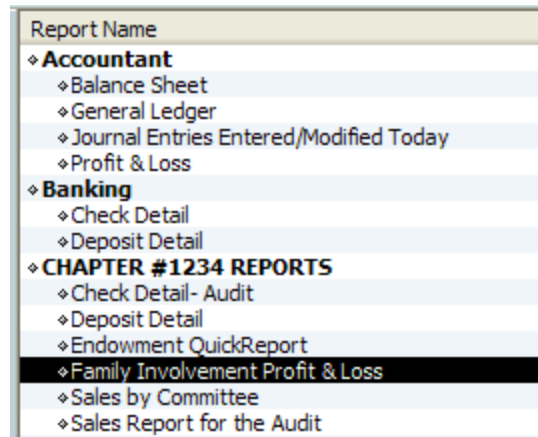 Report Name
Accountant
Balance Sheet
General Ledger
Journal Entries Entered/Modified Today
Profit & Loss
Banking
Check Detail
Deposit Detail
CHAPTER #1234 REPORTS
Check Detail- Audit
Deposit Detail
Endowment QuickReport
Family Involvement Profit & Loss
Sales by Committee
Sales Report for the Audit